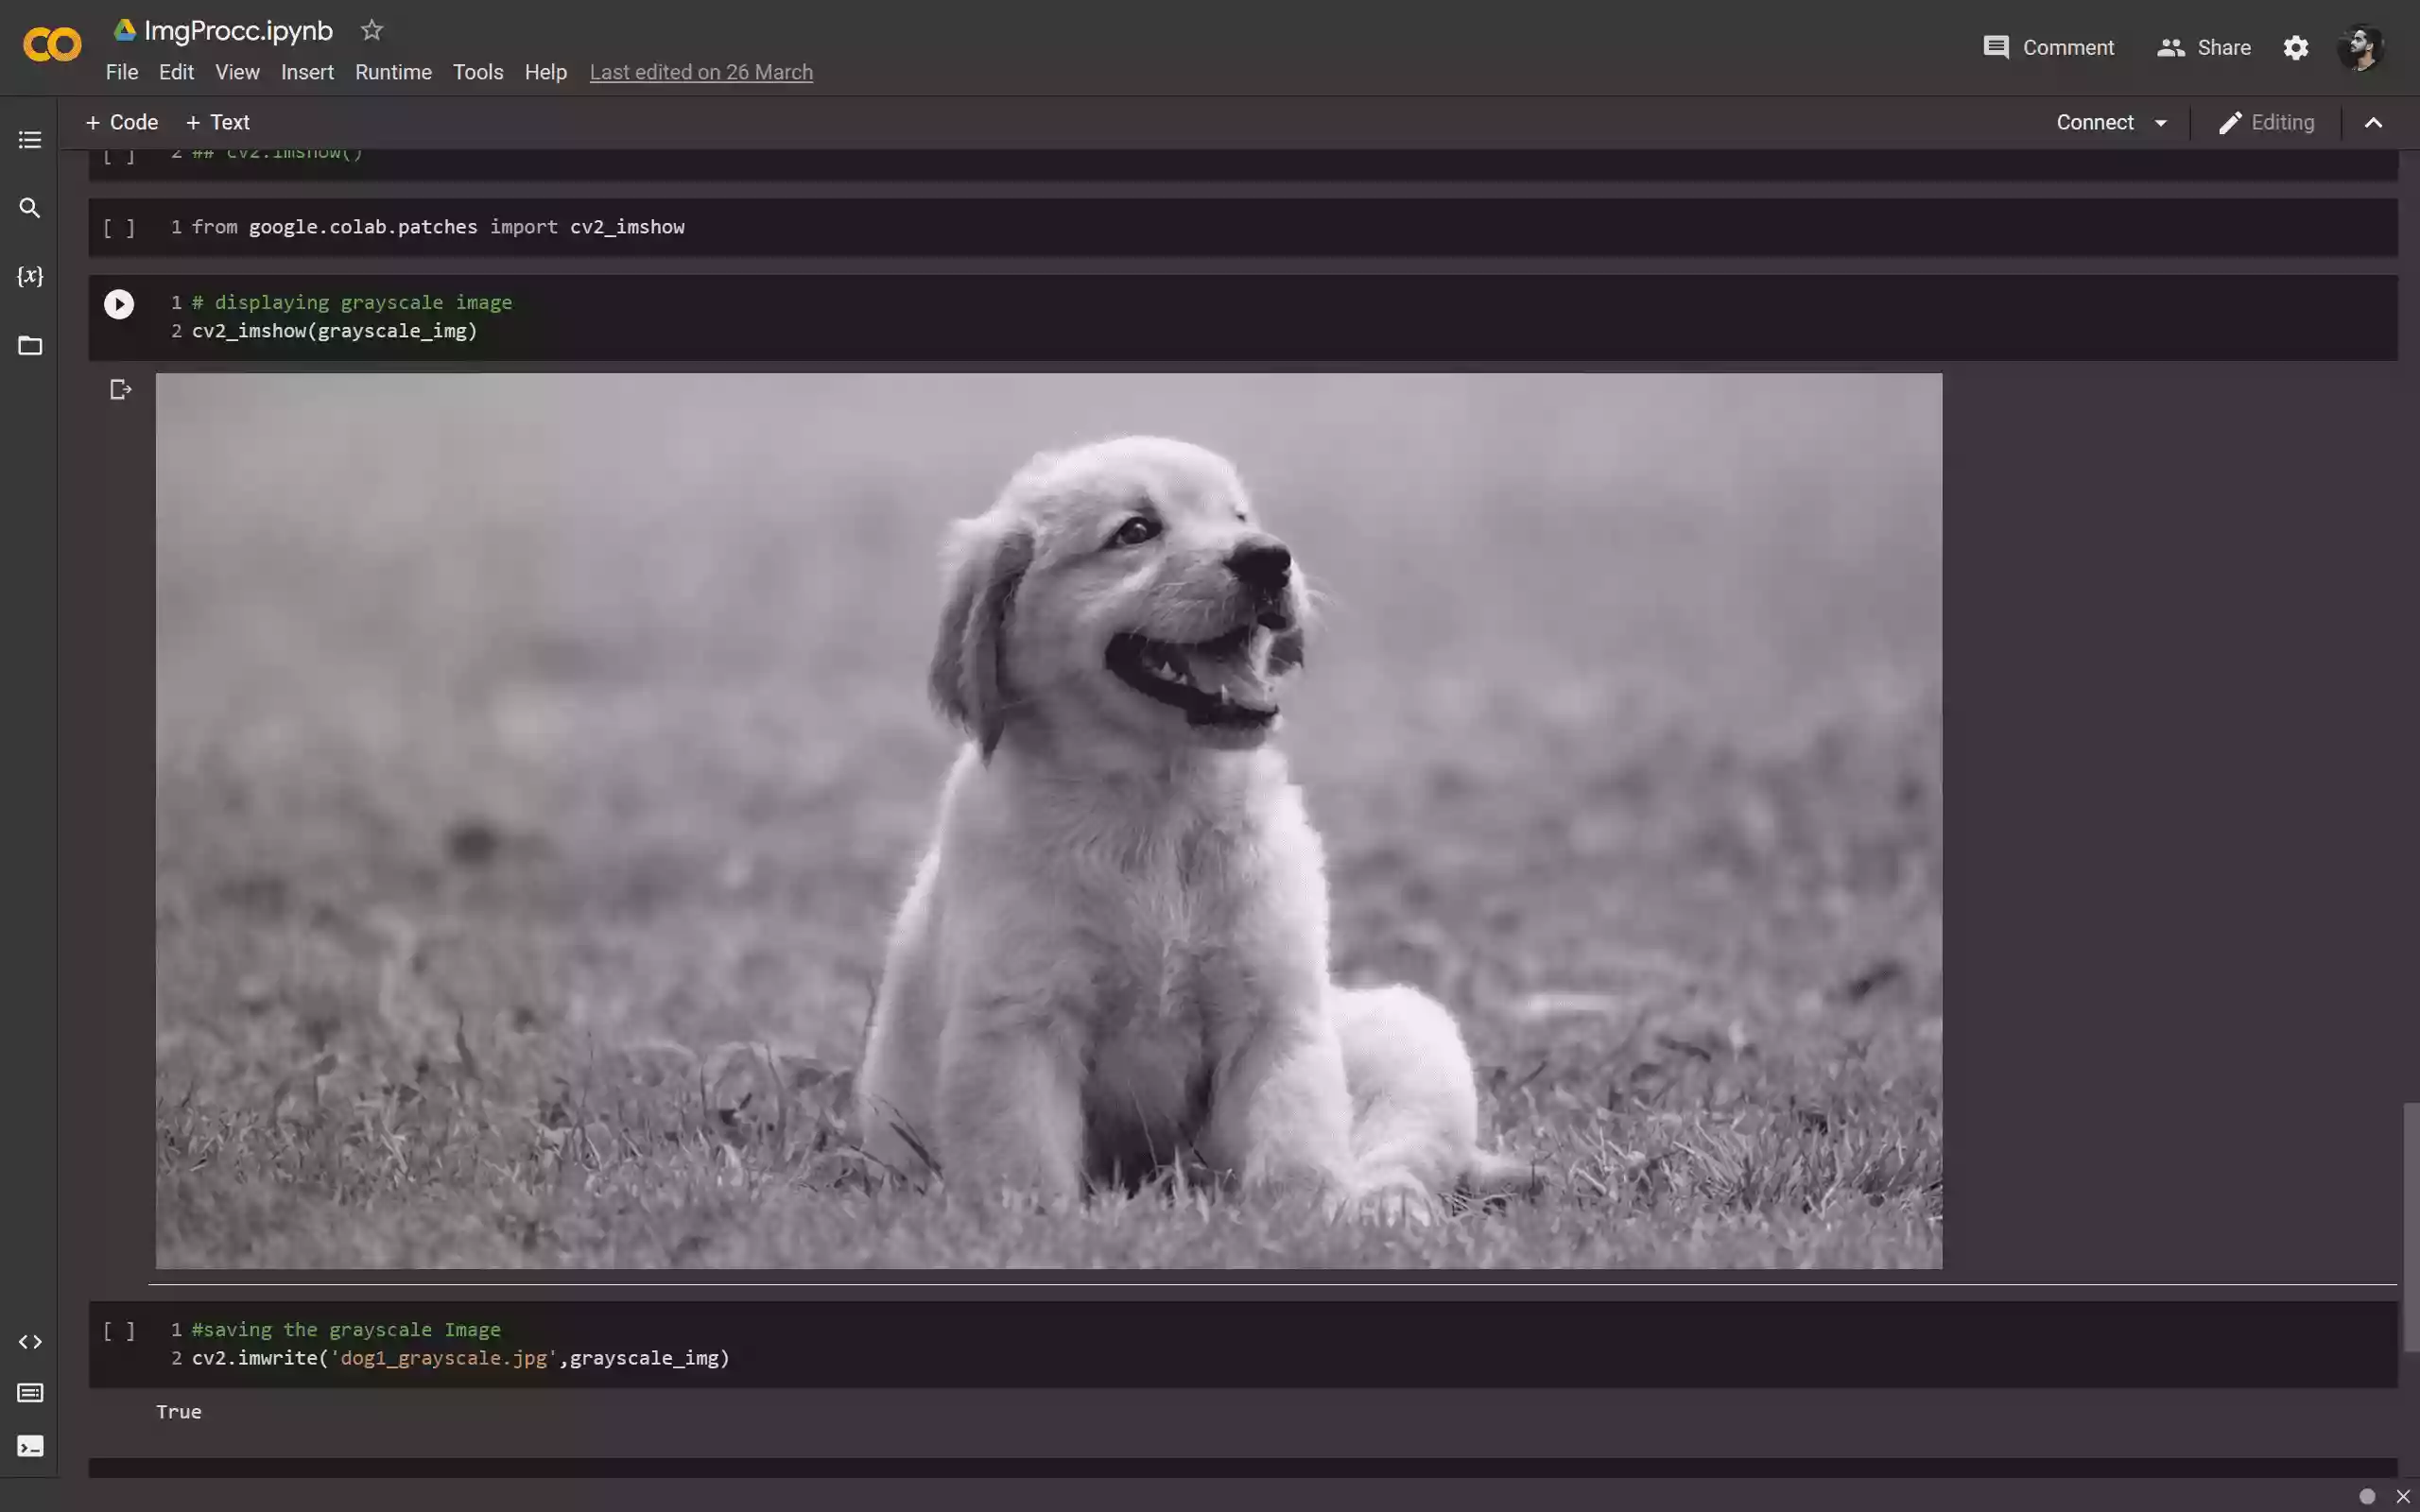 ImgProcc.ipynb
File Edit View Insert Runtime Tools Help Last edited on 26 March
Comment Share
+ Code + Text Connect Editing
[ ] 2 ## cv2.imshow()
[ ] 1 from google.colab.patches import cv2_imshow
1 # displaying grayscale image
2 cv2_imshow(grayscale_img)
[ ] 1 #saving the grayscale Image
2 cv2.imwrite('dog1_grayscale.jpg',grayscale_img)
True